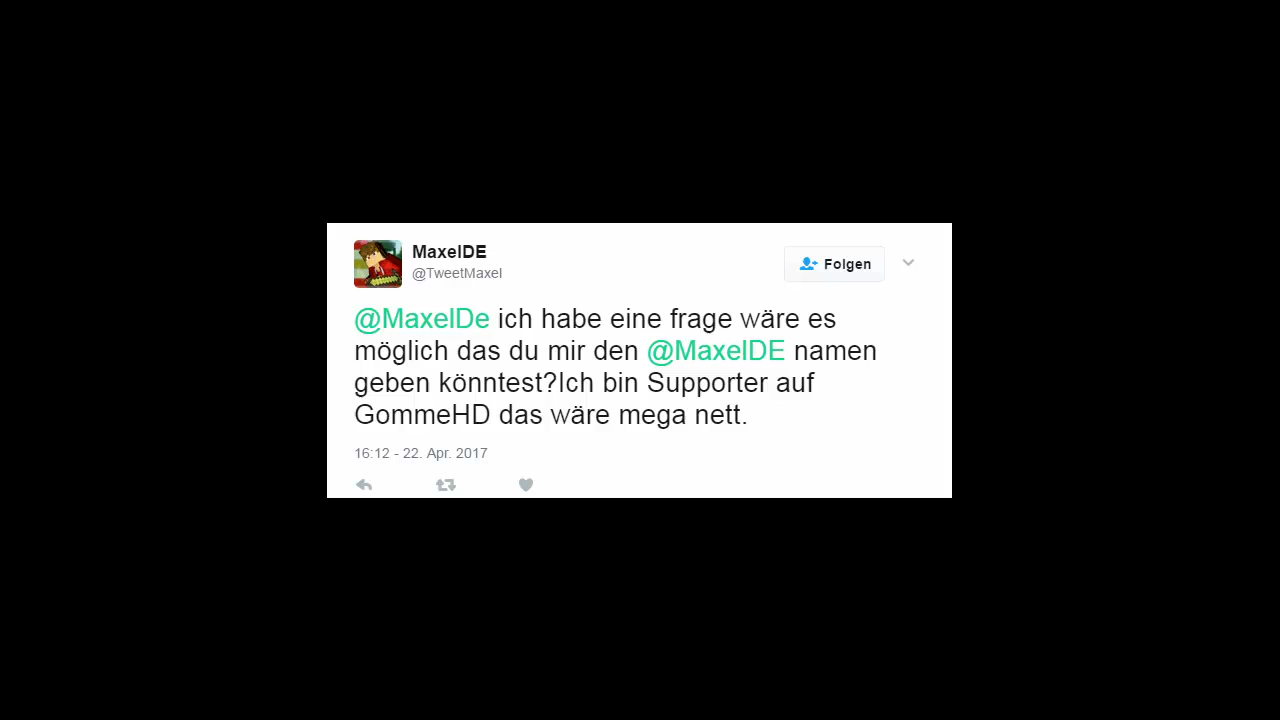 MaxelDE
@TweetMaxel
Folgen
@MaxelDe ich habe eine frage wäre es
möglich das du mir den @MaxelDE namen
geben könntest?Ich bin Supporter auf
GommeHD das wäre mega nett.
16:12 - 22. Apr. 2017